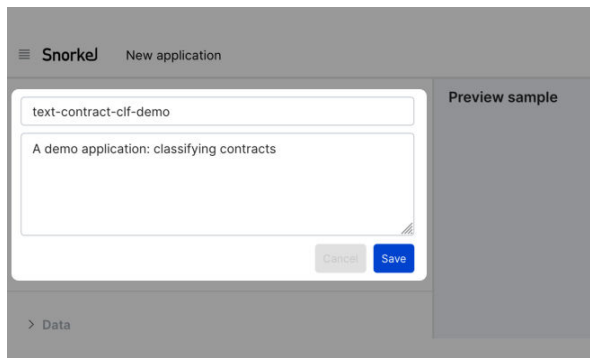 Snorkel
New application
text-contract-clf-demo
Preview sample
A demo application: classifying contracts
Cancel
Save
Data